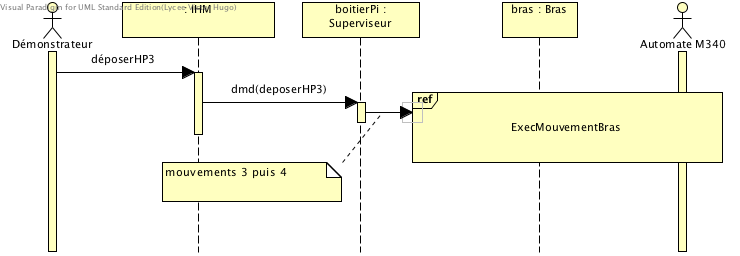 Visual Paradigm for UML Standard Edition(Lycee Hugo)
: IHM
boitierPi :
Superviseur
bras : Bras
Démonstrateur
Automate M340
déposerHP3
dmd(deposerHP3)
ref
ExecMouvementBras
mouvements 3 puis 4